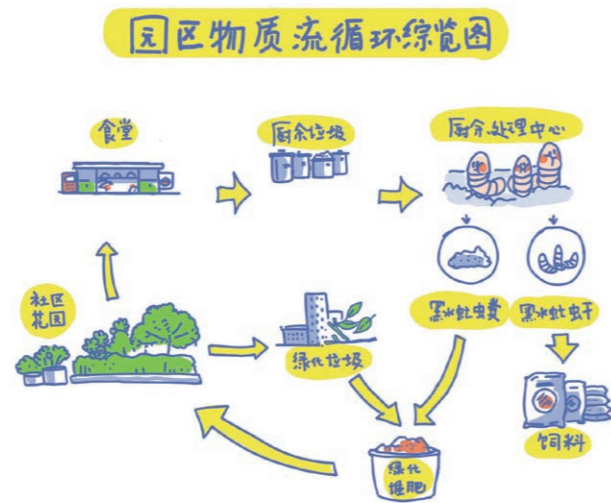 园区物质流循环综览图
食堂
厨余垃圾
厨余处理中心
社区
花园
绿化垃圾
黑水虻虫粪
黑水虻虫干
绿化
堆肥
饲料